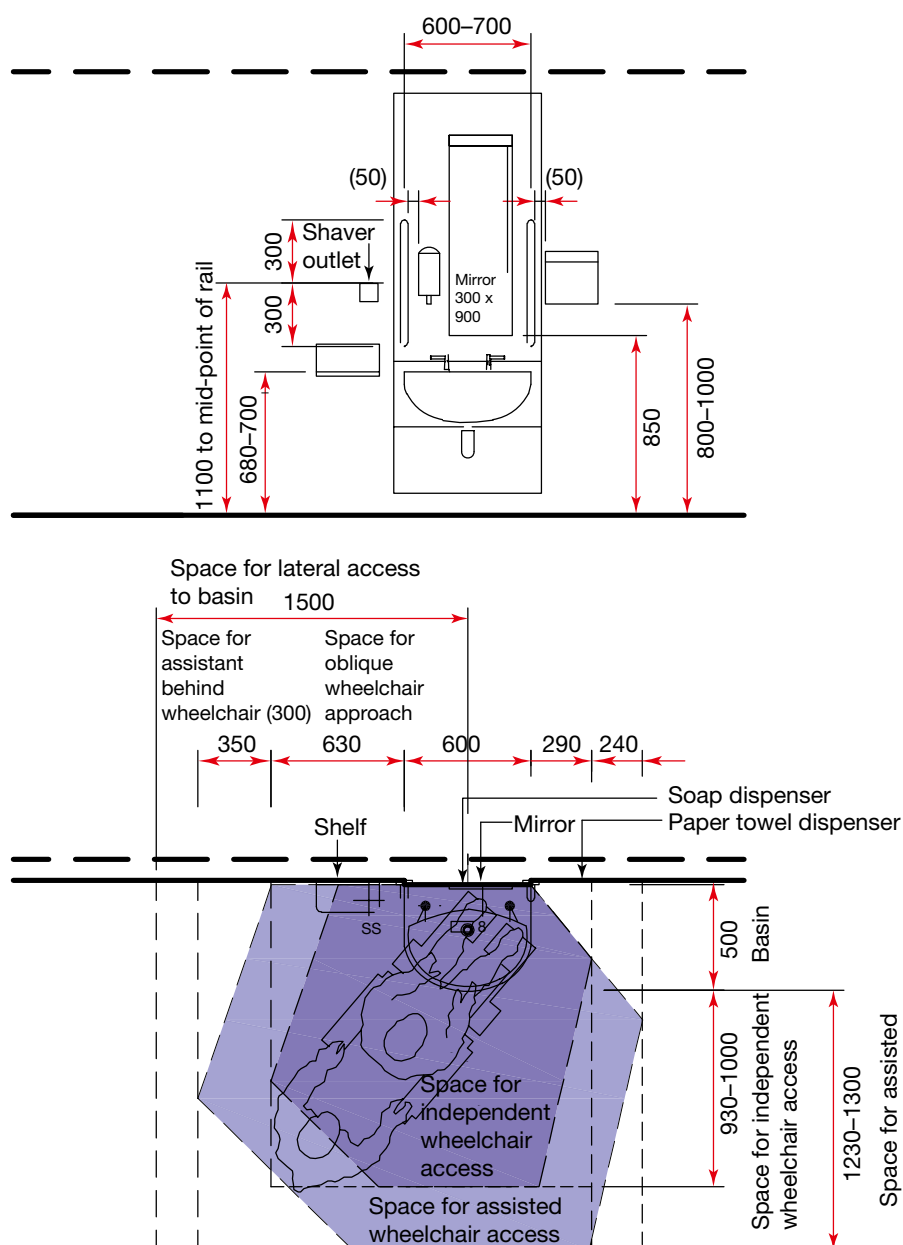 600–700
(50)
(50)
300
Shaver
outlet
300
Mirror
300 x
900
1100 to mid-point of rail
680–700
850
800–1000
Space for lateral access
to basin
1500
Space for
assistant
behind
wheelchair (300)
Space for
oblique
wheelchair
approach
350
630
600
290
240
Soap dispenser
Shelf
Mirror
Paper towel dispenser
SS
8
500
Basin
930–1000
Space for independent
wheelchair access
1230–1300
Space for assisted
Space for
independent
wheelchair
access
Space for assisted
wheelchair access